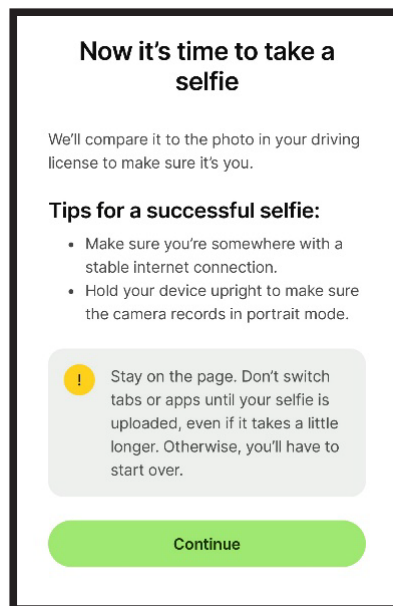 Now it’s time to take a
selfie
We’ll compare it to the photo in your driving
license to make sure it’s you.
Tips for a successful selfie:
• Make sure you’re somewhere with a
stable internet connection.
• Hold your device upright to make sure
the camera records in portrait mode.
! Stay on the page. Don’t switch
tabs or apps until your selfie is
uploaded, even if it takes a little
longer. Otherwise, you’ll have to
start over.
Continue